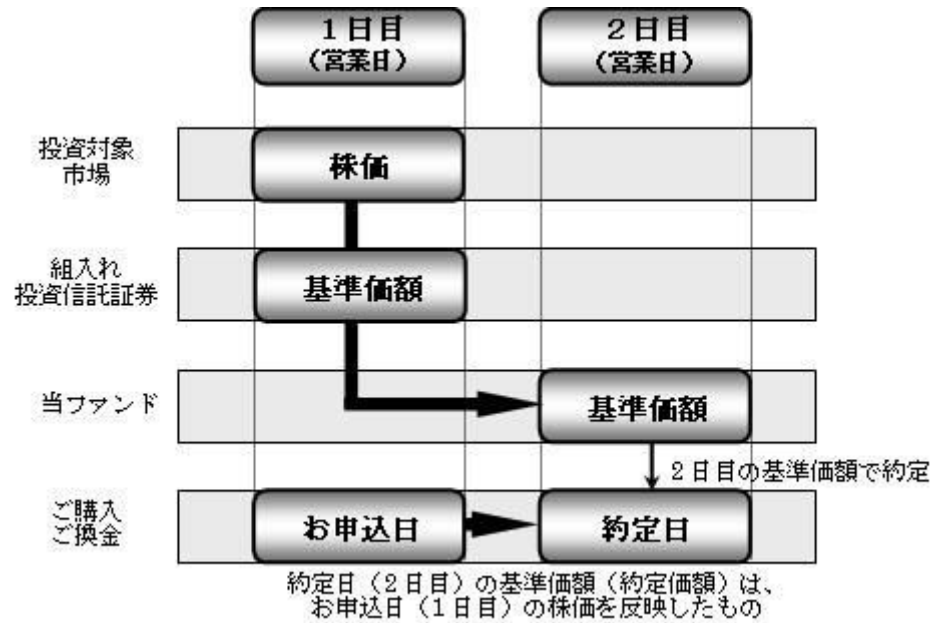 １日目
（営業日）
２日目
（営業日）
投資対象
市場
株価
組入れ
投資信託証券
基準価額
当ファンド
基準価額
２日目の基準価額で約定
ご購入
ご換金
お申込日
約定日
約定日（２日目）の基準価額（約定価額）は、
お申込日（１日目）の株価を反映したもの